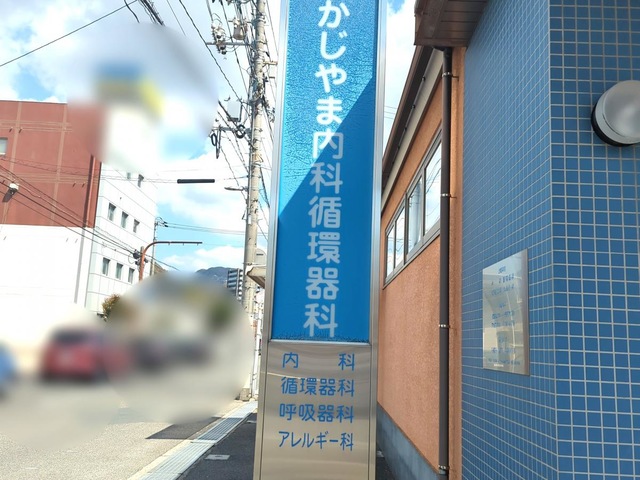 かじやま内科循環器科
内 科
循環器科
呼吸器科
アレルギー科